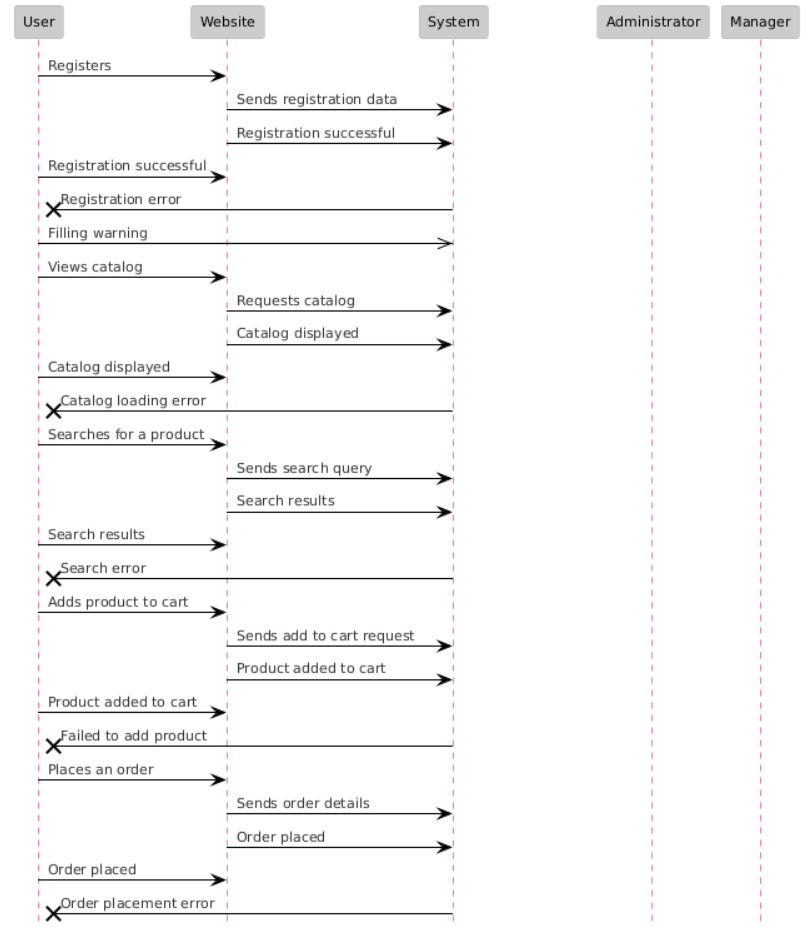 User Website System Administrator Manager
Registers
Sends registration data
Registration successful
Registration successful
Registration error
Filling warning
Views catalog
Requests catalog
Catalog displayed
Catalog displayed
Catalog loading error
Searches for a product
Sends search query
Search results
Search results
Search error
Adds product to cart
Sends add to cart request
Product added to cart
Product added to cart
Failed to add product
Places an order
Sends order details
Order placed
Order placed
Order placement error